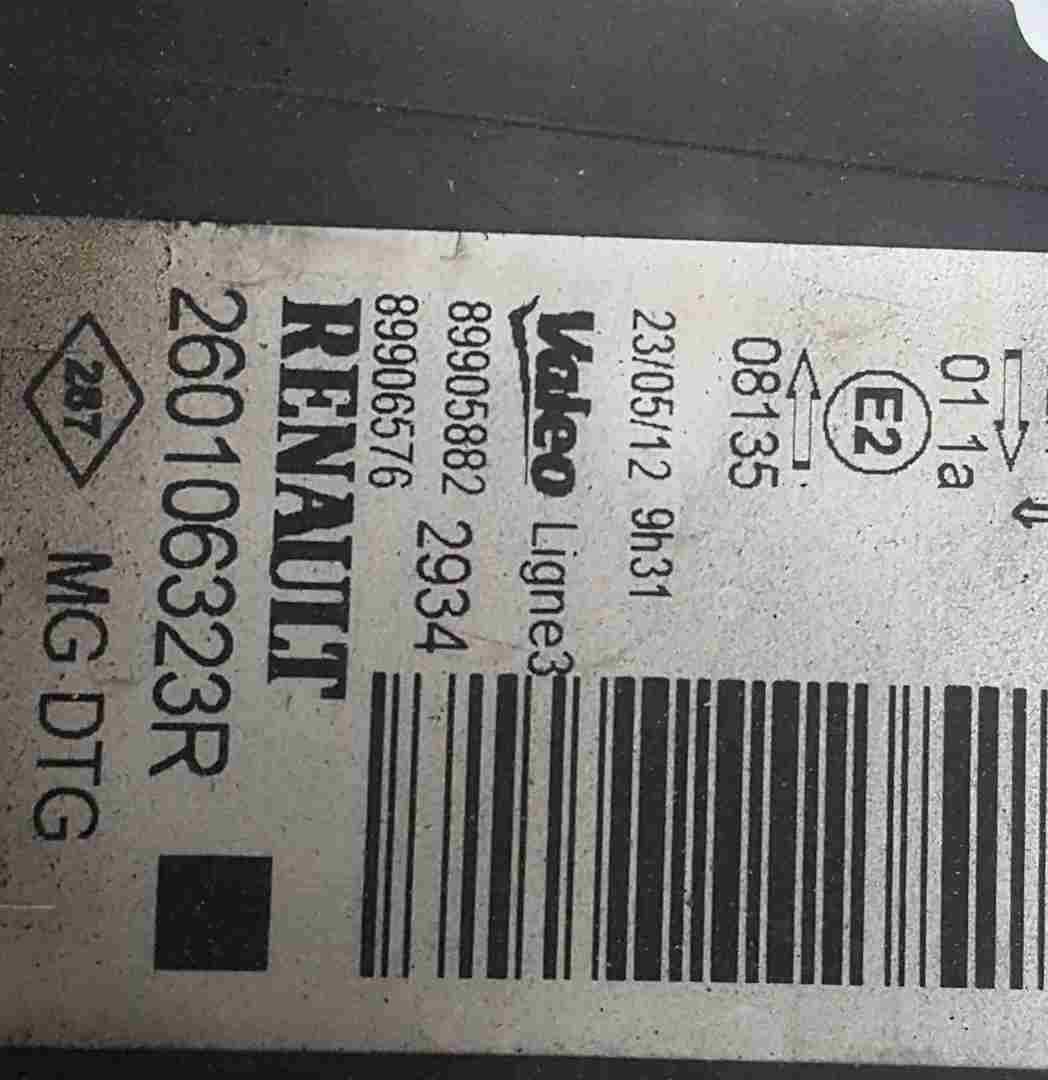 01 1a
E2
08135
23/05/12 9h31
Valeo Ligne3
89905882 2934
89906576
RENAULT
260106323R
287 MG DTG